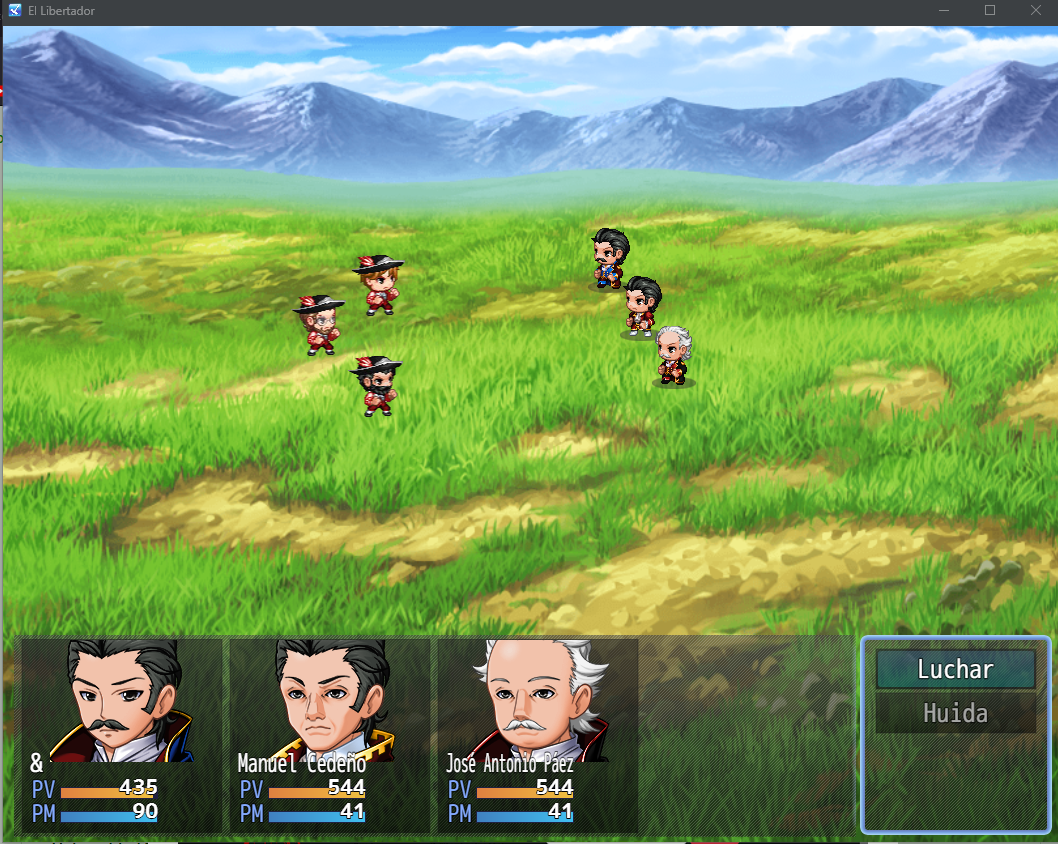 El Libertador
Luchar
Huida
&
PV 435
PM 90
Manuel Cedeño
PV 544
PM 41
José Antonio Páez
PV 544
PM 41